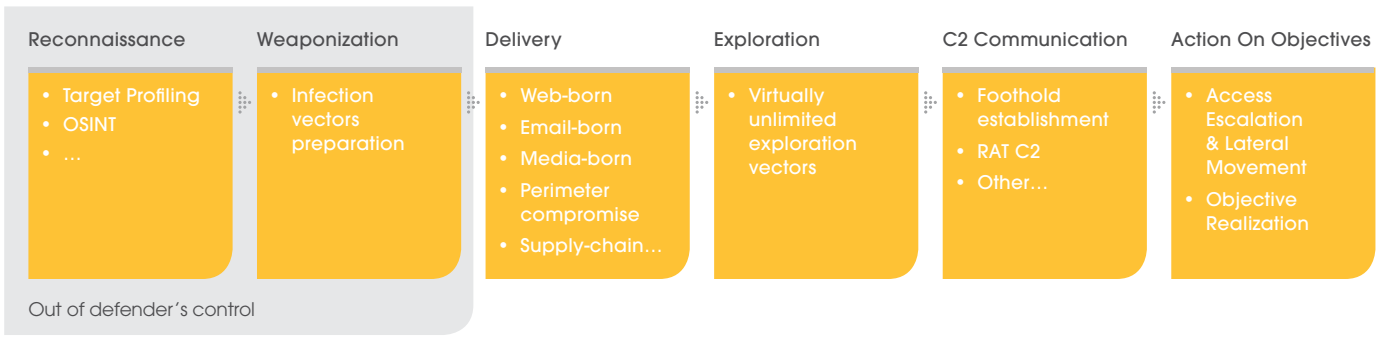 Reconnaissance
• Target Profiling
• OSINT
• …
Weaponization
• Infection
vectors
preparation
Out of defender's control
Delivery
• Web-born
• Email-born
• Media-born
• Perimeter
compromise
• Supply-chain…
Exploration
• Virtually
unlimited
exploration
vectors
C2 Communication
• Foothold
establishment
• RAT C2
• Other…
Action On Objectives
• Access
Escalation
& Lateral
Movement
• Objective
Realization